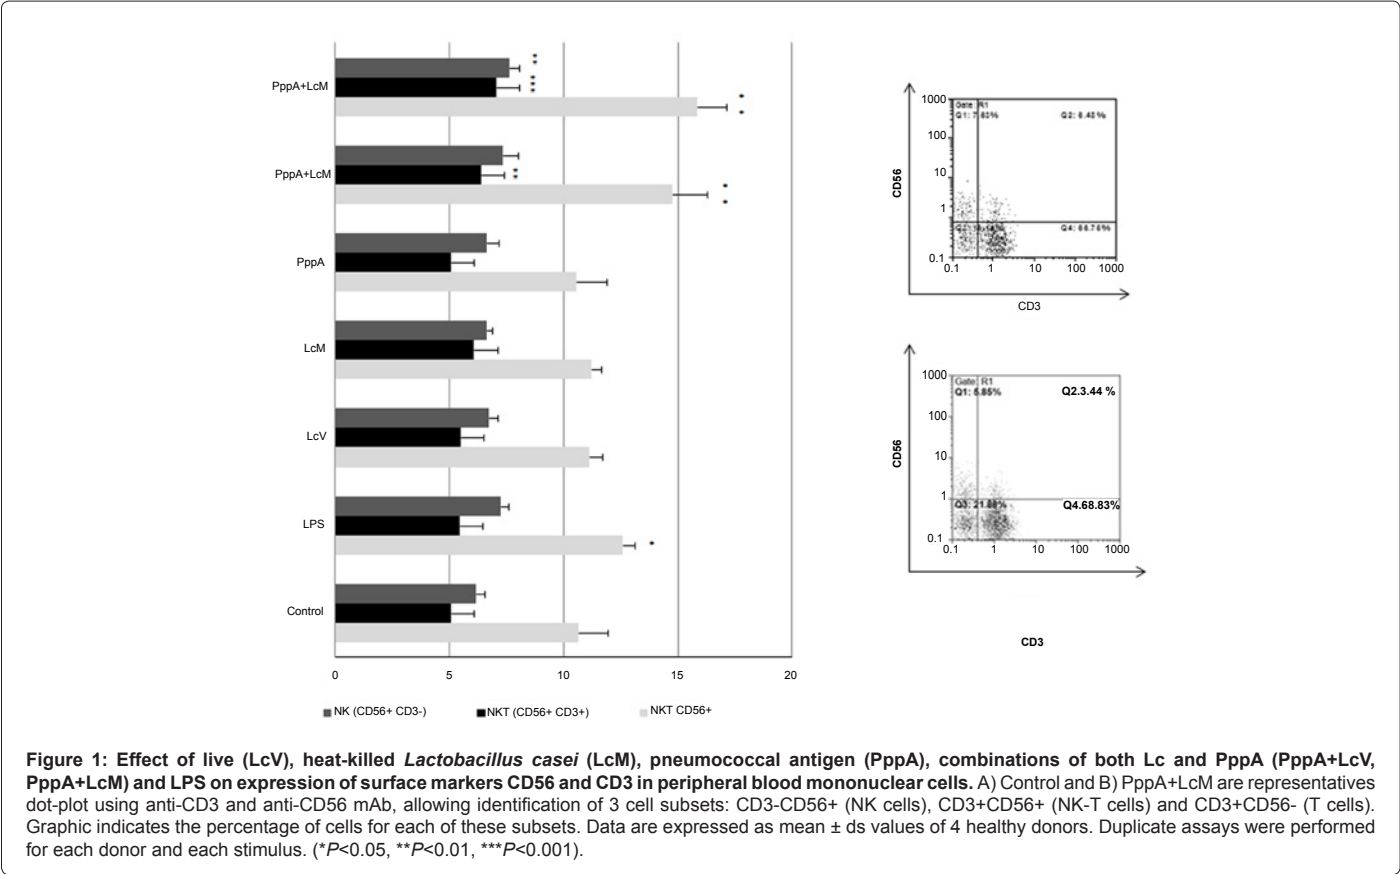 PppA+LcM
PppA+LcM
PppA
LcM
LcV
LPS
Control
**
***
* *
**
* *
*
0 5 10 15 20
NK (CD56+ CD3-) NKT (CD56+ CD3+) NKT CD56+
CD56
1000
100
10
1
0.1
Gate: R1
Q4: 66.75%
0.1 1 10 100 1000
CD3
CD56
1000
100
10
1
0.1
Gate: R1
Q1: 5.85% Q2.3.44 %
Q4.68.83%
0.1 1 10 100 1000
CD3
Figure 1: Effect of live (LcV), heat-killed Lactobacillus casei (LcM), pneumococcal antigen (PppA), combinations of both Lc and PppA (PppA+LcV,
PppA+LcM) and LPS on expression of surface markers CD56 and CD3 in peripheral blood mononuclear cells. A) Control and B) PppA+LcM are representatives
dot-plot using anti-CD3 and anti-CD56 mAb, allowing identification of 3 cell subsets: CD3-CD56+ (NK cells), CD3+CD56+ (NK-T cells) and CD3+CD56- (T cells).
Graphic indicates the percentage of cells for each of these subsets. Data are expressed as mean ± ds values of 4 healthy donors. Duplicate assays were performed
for each donor and each stimulus. (*P<0.05, **P<0.01, ***P<0.001).